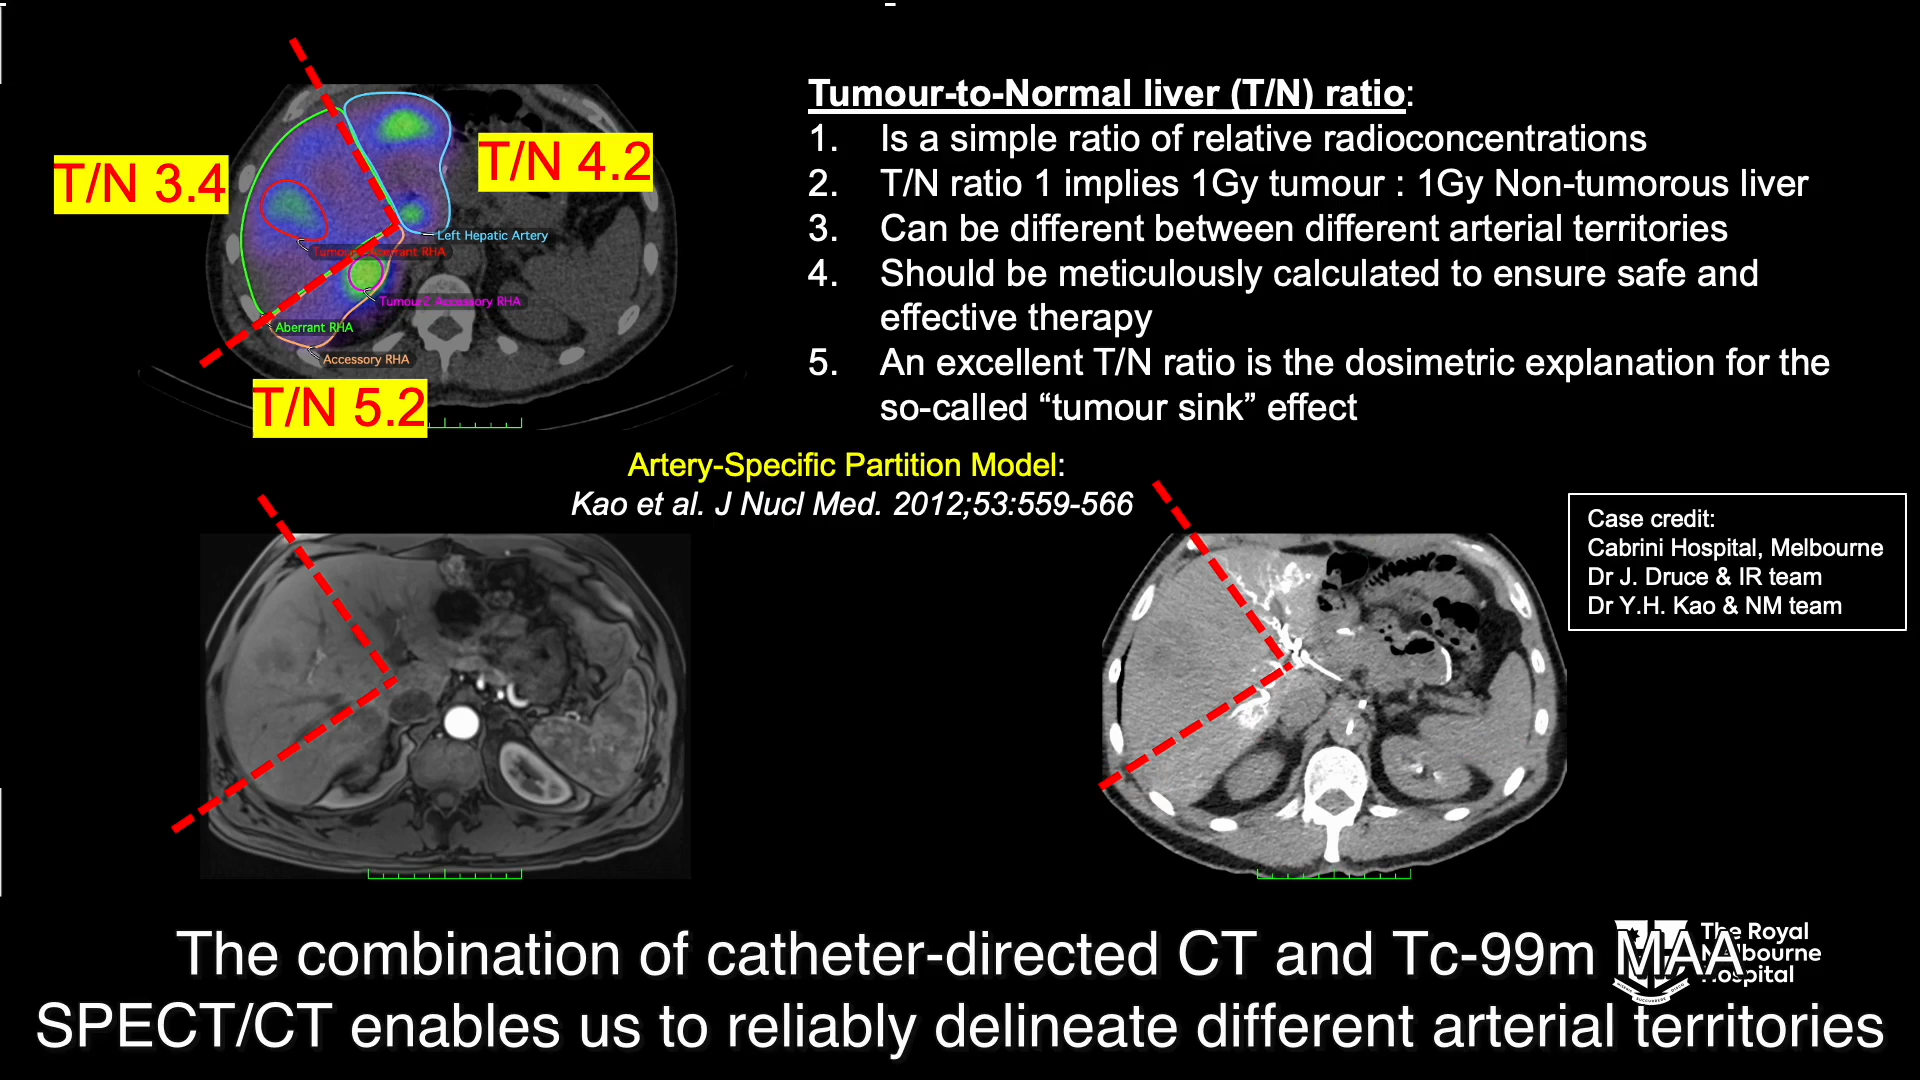 Tumour-to-Normal liver (T/N) ratio:
1. Is a simple ratio of relative radioconcentrations
2. T/N ratio 1 implies 1Gy tumour : 1Gy Non-tumorous liver
3. Can be different between different arterial territories
4. Should be meticulously calculated to ensure safe and
effective therapy
5. An excellent T/N ratio is the dosimetric explanation for the
so-called “tumour sink” effect
T/N 3.4
T/N 4.2
Left Hepatic Artery
Aberrant RHA
Tumour2 Accessory RHA
Aberrant RHA
Accessory RHA
T/N 5.2
Artery-Specific Partition Model:
Kao et al. J Nucl Med. 2012;53:559-566
Case credit:
Cabrini Hospital, Melbourne
Dr J. Druce & IR team
Dr Y.H. Kao & NM team
The Royal
Melbourne
Hospital
The combination of catheter-directed CT and Tc-99m MAA
SPECT/CT enables us to reliably delineate different arterial territories